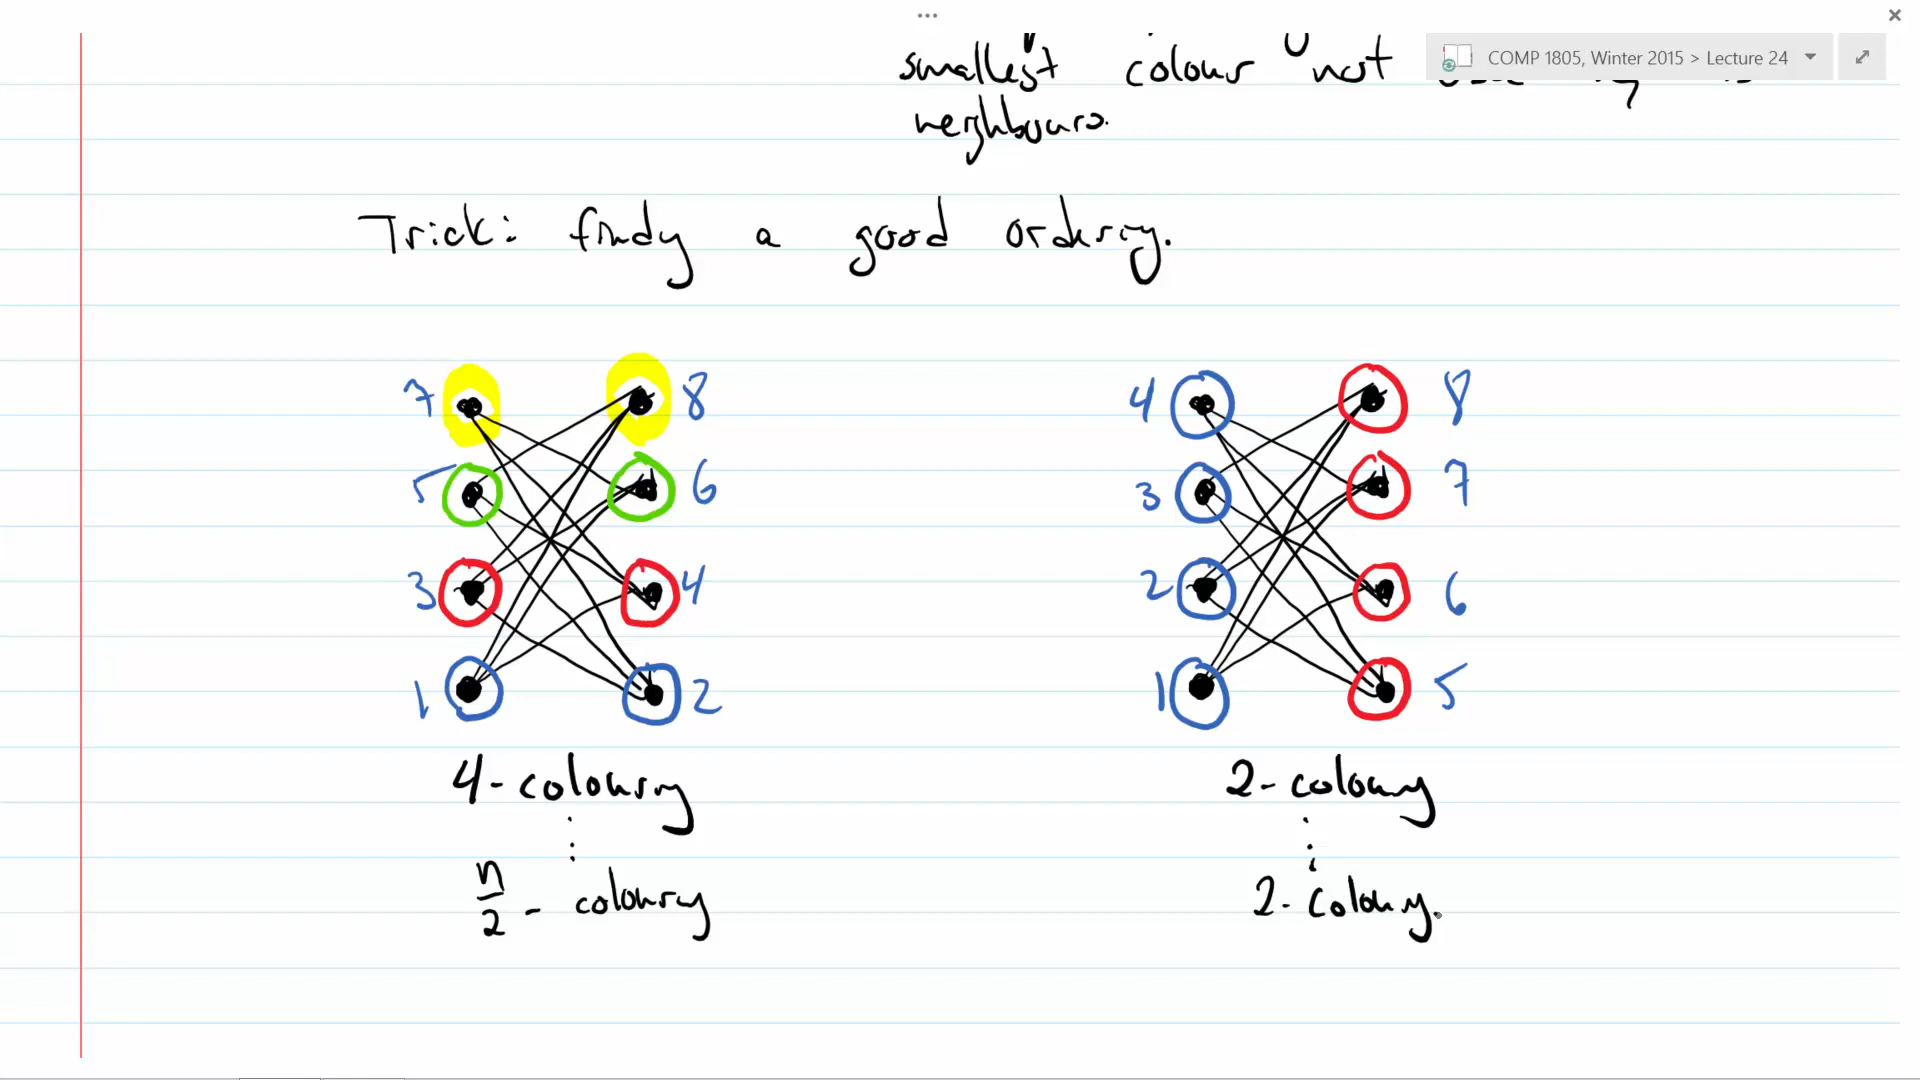 smallest colour not
COMP 1805, Winter 2015 > Lecture 24
neighbours.
Trick: finding a good ordering.
7 8 4 8
5 6 3 7
3 4 2 6
1 2 1 5
4-colouring 2-colouring
n/2 - colouring 2-colouring.